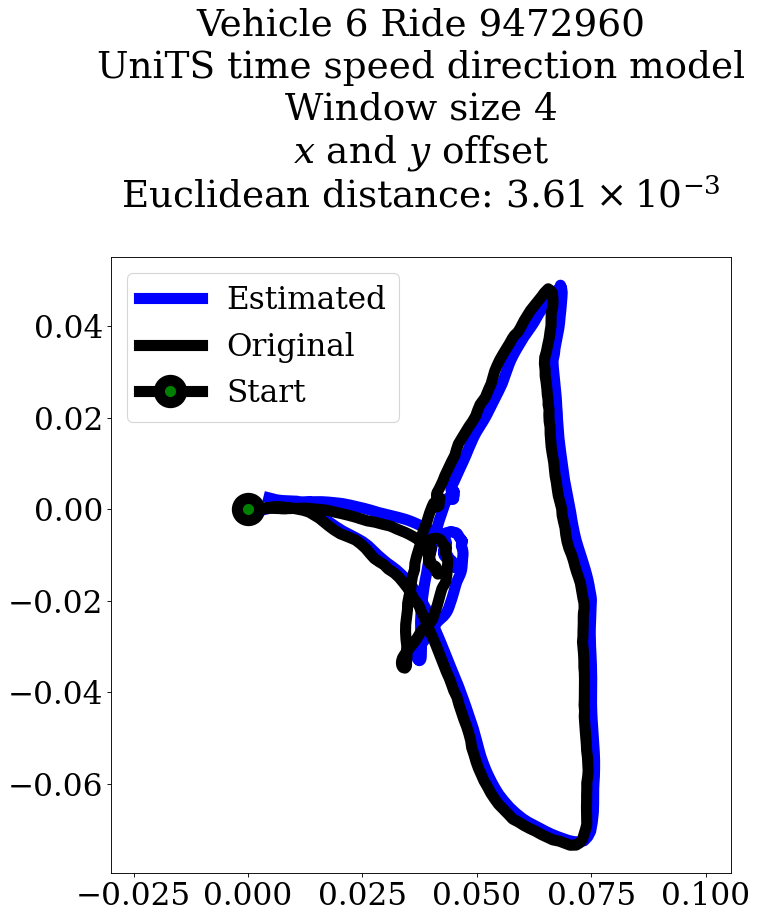 Vehicle 6 Ride 9472960
UniTS time speed direction model
Window size 4
x and y offset
Euclidean distance: 3.61 × 10⁻³
Estimated
Original
Start
0.04
0.02
0.00
−0.02
−0.04
−0.06
−0.025 0.000 0.025 0.050 0.075 0.100